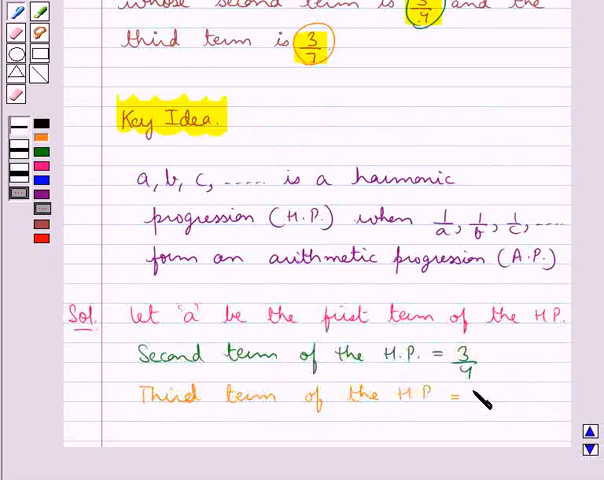 whose second term is 3/4 and the
third term is 3/7
Key Idea.
a, b, c, ..... is a harmonic
progression (H.P.) when 1/a, 1/b, 1/c, ....
form an arithmetic progression (A.P.)
Sol. let 'a' be the first term of the H.P.
Second term of the H.P. = 3/4
Third term of the H.P =